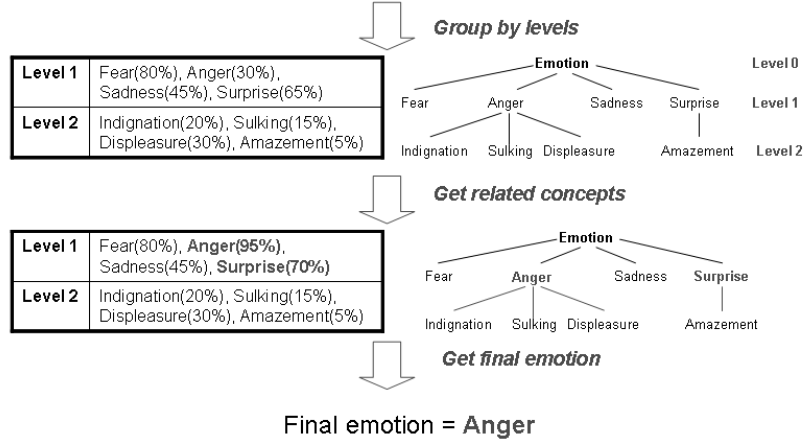 Group by levels
Level 1 Fear(80%), Anger(30%),
Sadness(45%), Surprise(65%)
Level 2 Indignation(20%), Sulking(15%),
Displeasure(30%), Amazement(5%)
Emotion Level 0
Fear Anger Sadness Surprise Level 1
Indignation Sulking Displeasure Amazement Level 2
Get related concepts
Level 1 Fear(80%), Anger(95%),
Sadness(45%), Surprise(70%)
Level 2 Indignation(20%), Sulking(15%),
Displeasure(30%), Amazement(5%)
Emotion
Fear Anger Sadness Surprise
Indignation Sulking Displeasure Amazement
Get final emotion
Final emotion = Anger